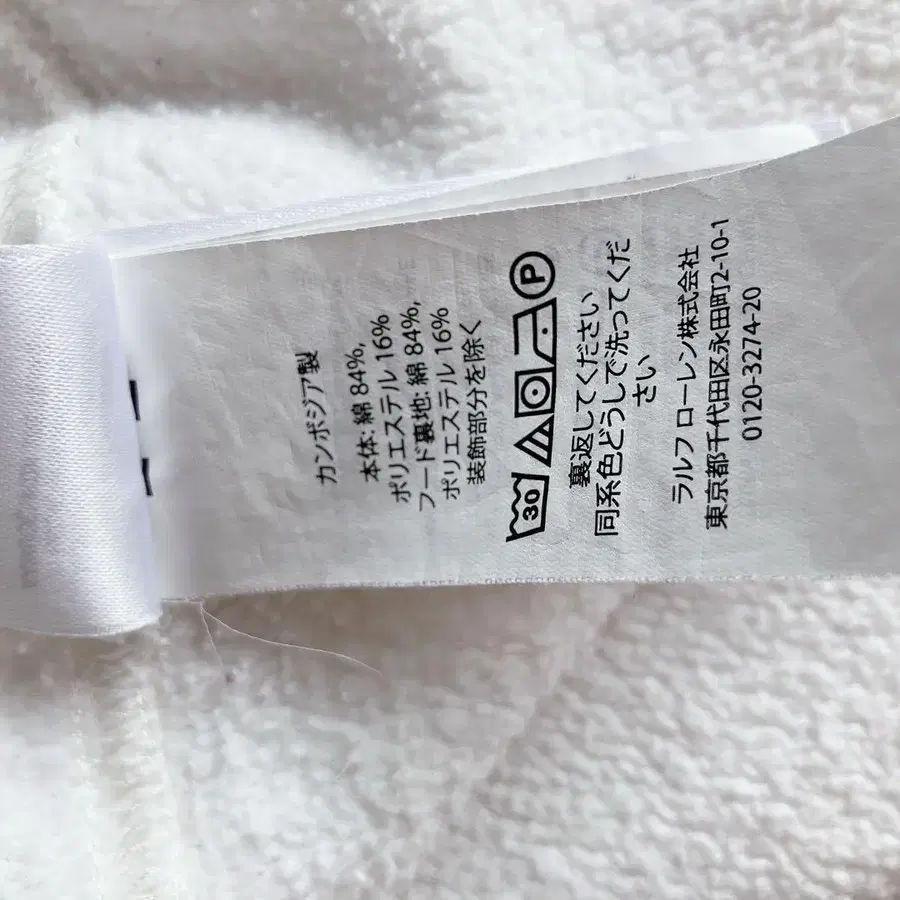 カンボジア製
本体: 綿 84%,
ポリエステル 16%
フード裏地: 綿 84%,
ポリエステル 16%
装飾部分を除く
30 P
裏返してください
同系色どうしで洗ってくだ
さい
ラルフ ローレン株式会社
東京都千代田区永田町2-10-1
0120-3274-20